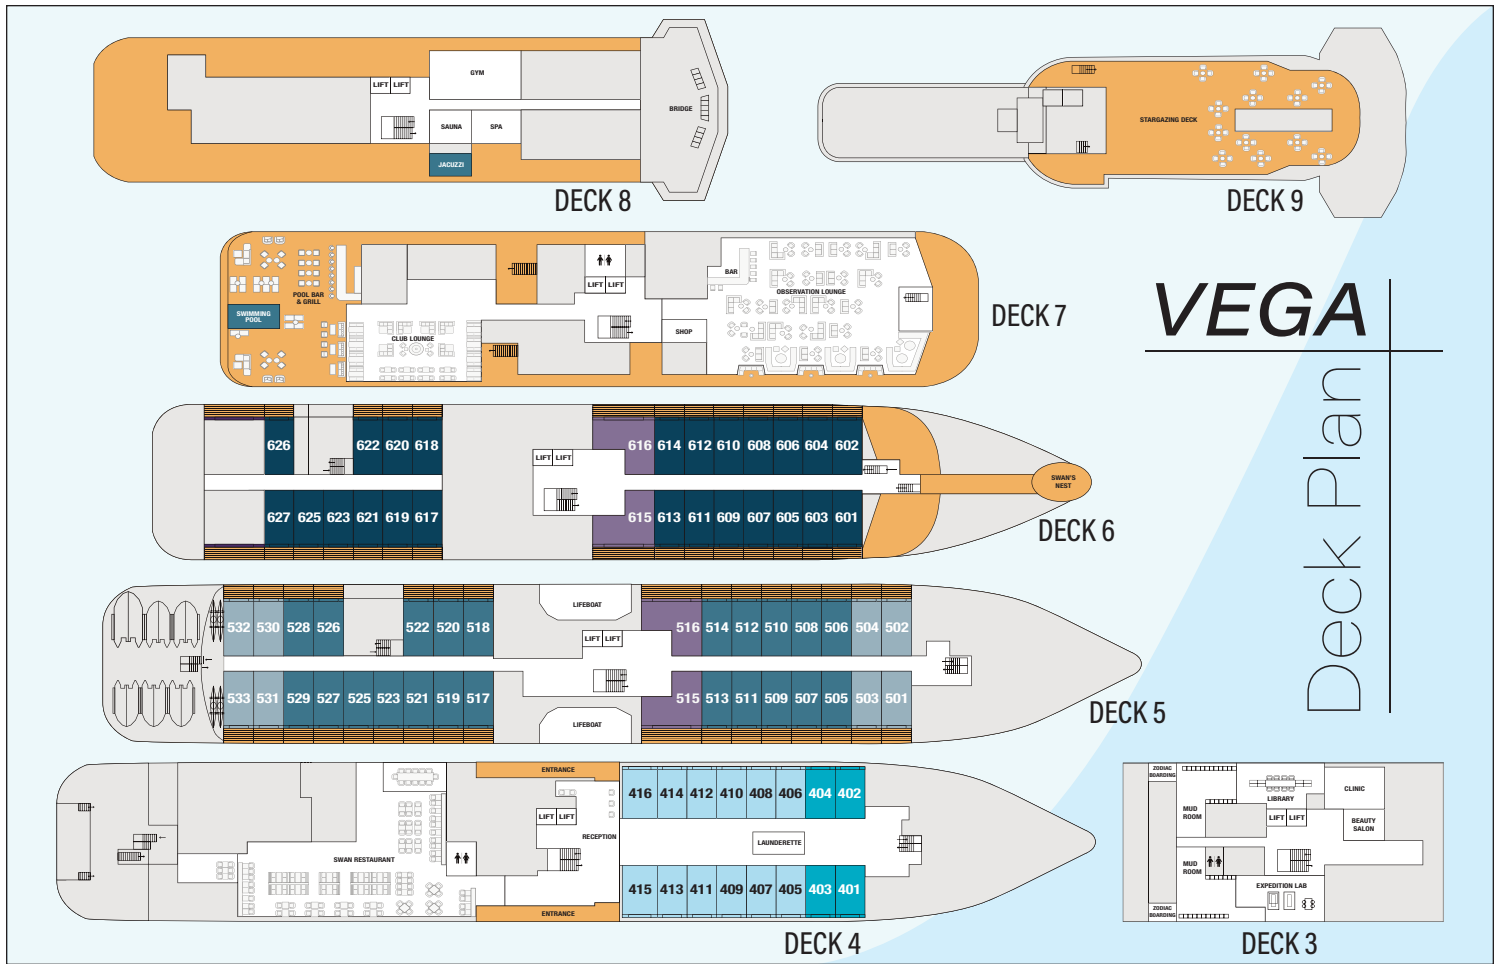 GYM
LIFT LIFT
BRIDGE
SAUNA
SPA
JACUZZI
DECK 8
STARGAZING DECK
DECK 9
BAR
LIFT LIFT
OBSERVATION LOUNGE
POOL BAR
& GRILL
SWIMMING
POOL
SHOP
CLUB LOUNGE
DECK 7
VEGA
Deck Plan
626 622 620 618 616 614 612 610 608 606 604 602
LIFT LIFT
SWAN'S
NEST
627 625 623 621 619 617 615 613 611 609 607 605 603 601
DECK 6
LIFEBOAT
532 530 528 526 522 520 518 516 514 512 510 508 506 504 502
LIFT LIFT
533 531 529 527 525 523 521 519 517 515 513 511 509 507 505 503 501
LIFEBOAT
DECK 5
ENTRANCE
416 414 412 410 408 406 404 402
LIFT LIFT
RECEPTION
LAUNDERETTE
SWAN RESTAURANT
415 413 411 409 407 405 403 401
ENTRANCE
DECK 4
ZODIAC
BOARDING
LIBRARY
CLINIC
MUD
ROOM
LIFT LIFT
BEAUTY
SALON
MUD
ROOM
EXPEDITION LAB
ZODIAC
BOARDING
DECK 3